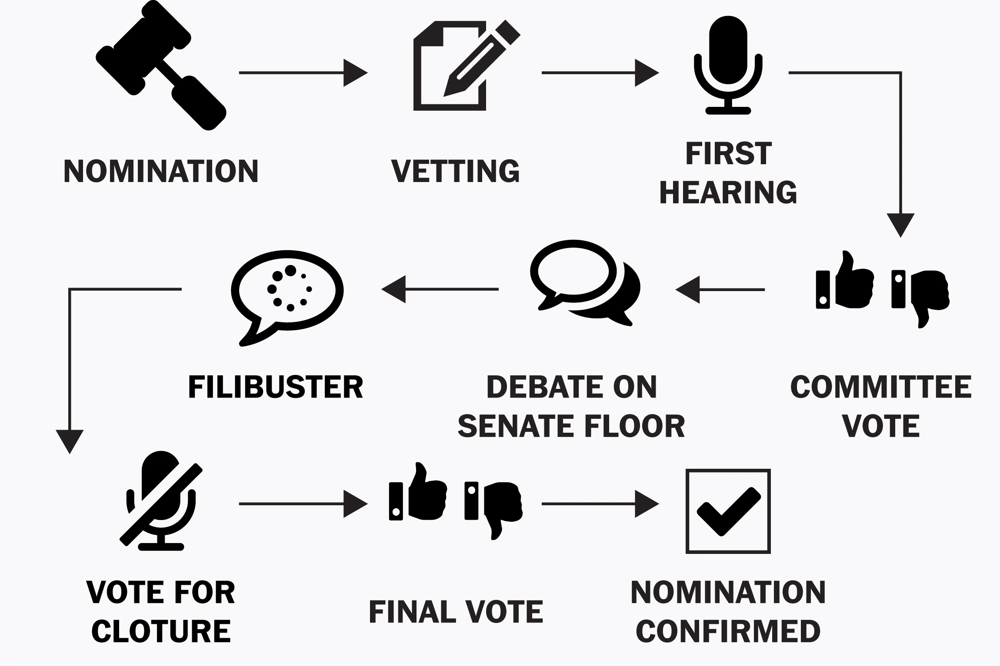 NOMINATION
VETTING
FIRST
HEARING
COMMITTEE
VOTE
DEBATE ON
SENATE FLOOR
FILIBUSTER
VOTE FOR
CLOTURE
FINAL VOTE
NOMINATION
CONFIRMED